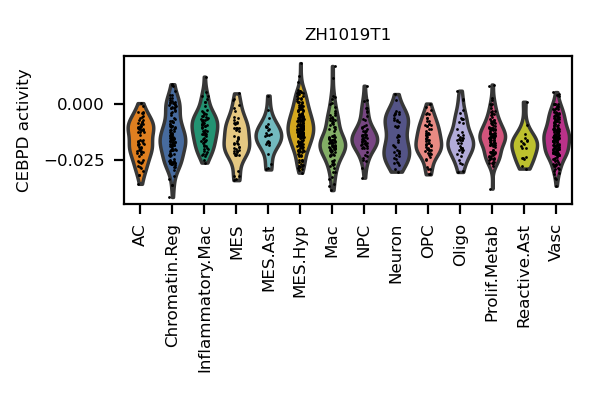 ZH1019T1
CEBPD activity
0.000
−0.025
AC
Chromatin.Reg
Inflammatory.Mac
MES
MES.Ast
MES.Hyp
Mac
NPC
Neuron
OPC
Oligo
Prolif.Metab
Reactive.Ast
Vasc